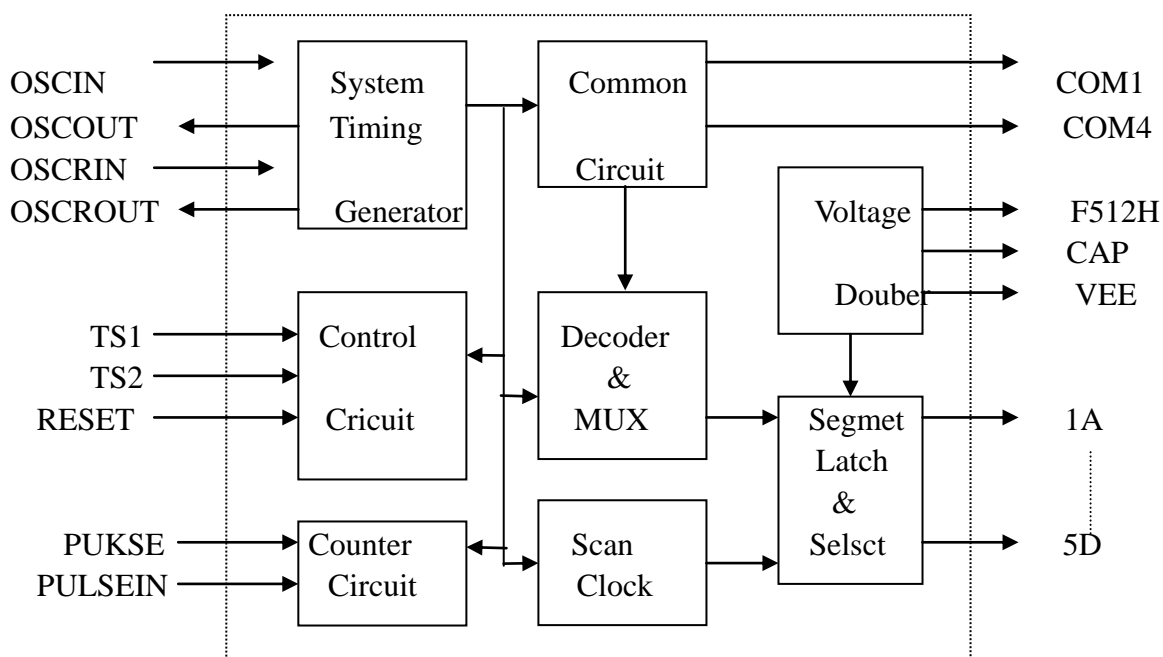 OSCIN
OSCOUT
OSCRIN
OSCROUT
System
Timing
Generator
Common
Circuit
COM1
COM4
Voltage
Douber
F512H
CAP
VEE
TS1
TS2
RESET
Control
Cricuit
Decoder
&
MUX
Segmet
Latch
&
Selsct
1A
5D
PUKSE
PULSEIN
Counter
Circuit
Scan
Clock